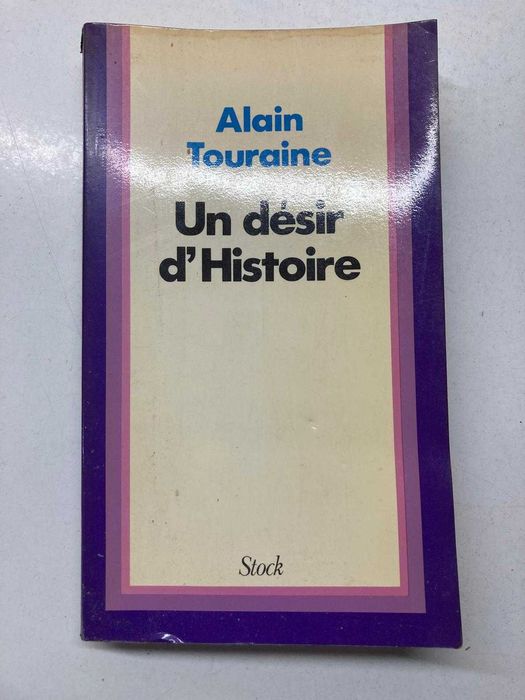 Alain
Touraine
Un désir
d'Histoire
Stock